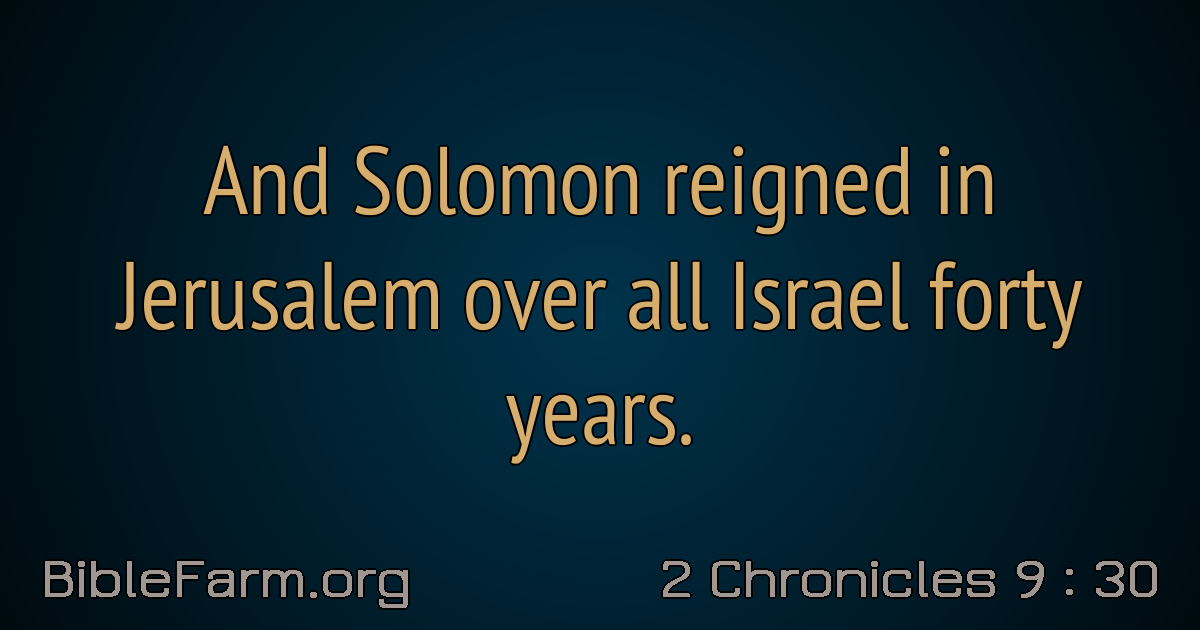 And Solomon reigned in
Jerusalem over all Israel forty
years.
BibleFarm.org
2 Chronicles 9 : 30